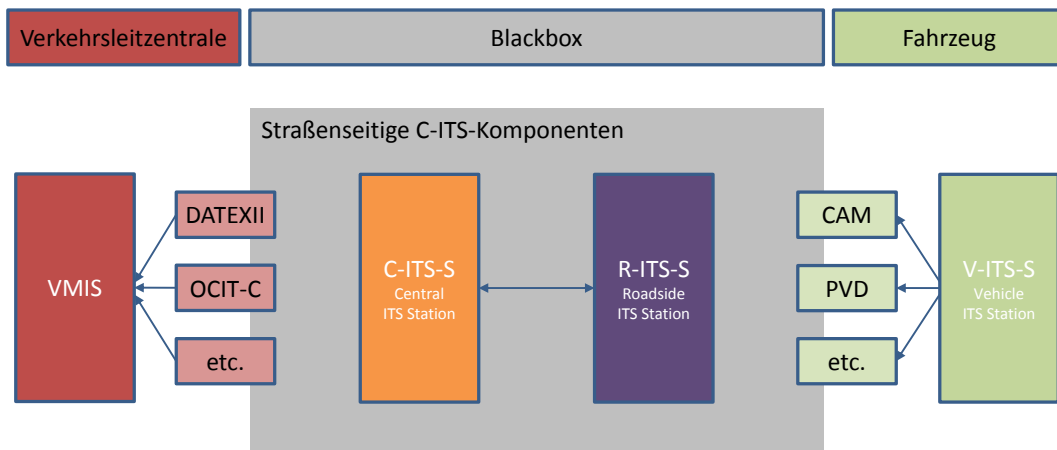 Verkehrsleitzentrale
Blackbox
Fahrzeug
Straßenseitige C-ITS-Komponenten
VMIS
DATEXII
OCIT-C
etc.
C-ITS-S
Central
ITS Station
R-ITS-S
Roadside
ITS Station
CAM
PVD
etc.
V-ITS-S
Vehicle
ITS Station